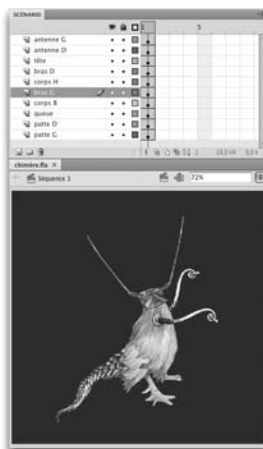 SCÉNARIO
1 5
antenne G
antenne D
tête
bras D
corps H
bras G
corps B
queue
patte D
patte G
chimère.fla ×
Séquence 1 72%